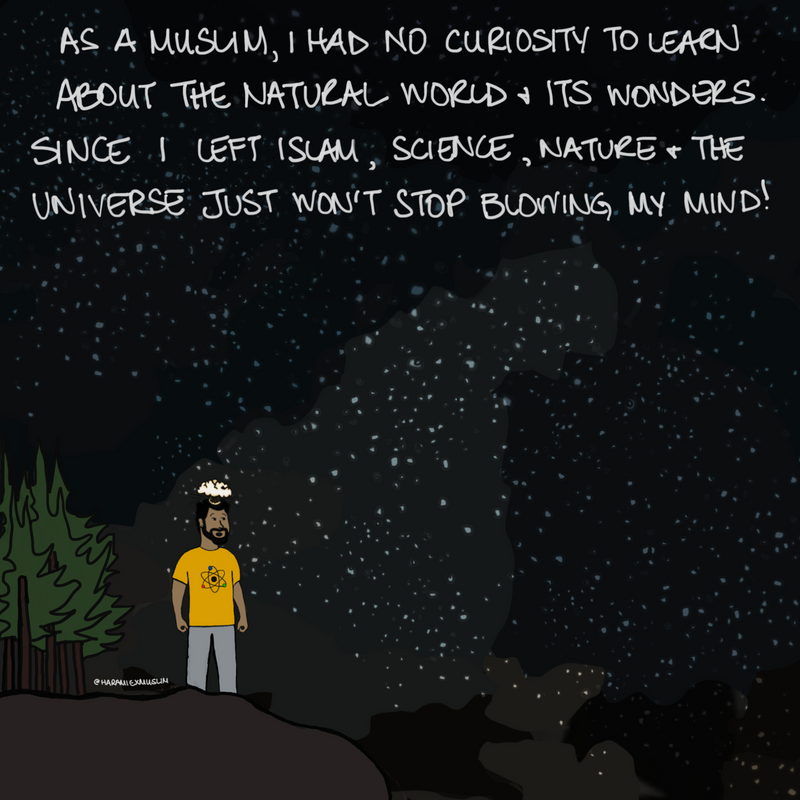 AS A MUSLIM, I HAD NO CURIOSITY TO LEARN
ABOUT THE NATURAL WORLD + ITS WONDERS.
SINCE I LEFT ISLAM, SCIENCE, NATURE + THE
UNIVERSE JUST WON'T STOP BLOWING MY MIND!
@HARAMIEXMUSLIM